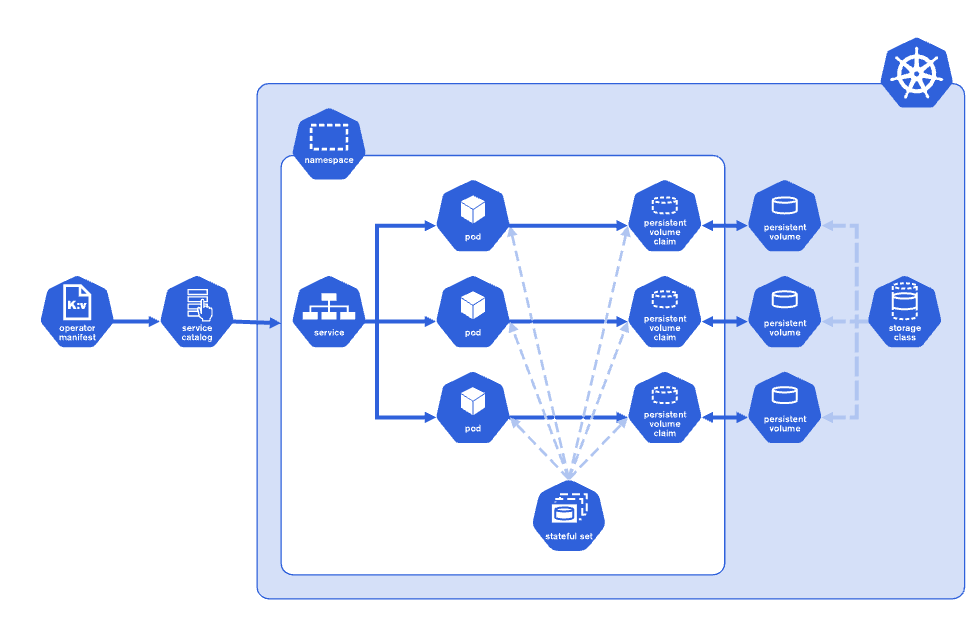 namespace
pod
persistent
volume
claim
persistent
volume
K:v
operator
manifest
service
catalog
service
pod
persistent
volume
claim
persistent
volume
storage
class
pod
persistent
volume
claim
persistent
volume
stateful set